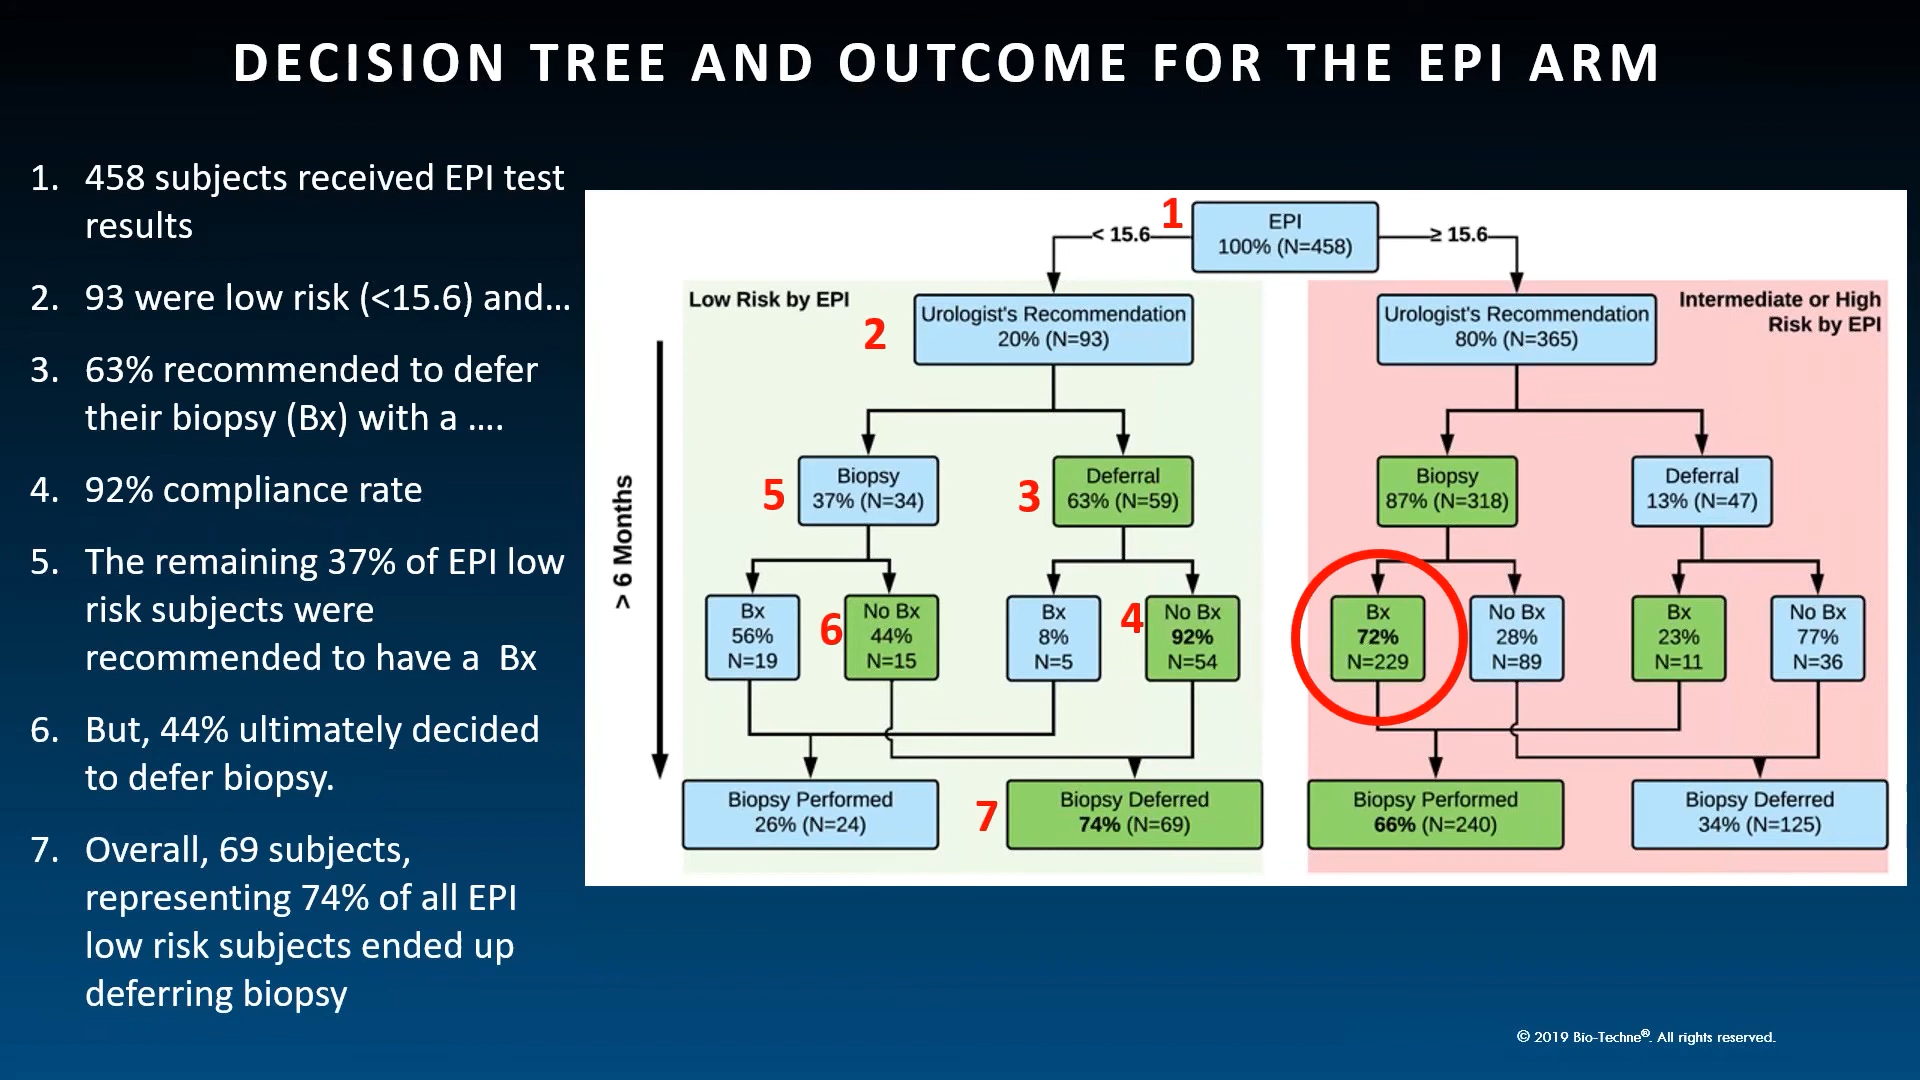 DECISION TREE AND OUTCOME FOR THE EPI ARM
1. 458 subjects received EPI test
results
2. 93 were low risk (<15.6) and…
3. 63% recommended to defer
their biopsy (Bx) with a ….
4. 92% compliance rate
5. The remaining 37% of EPI low
risk subjects were
recommended to have a Bx
6. But, 44% ultimately decided
to defer biopsy.
7. Overall, 69 subjects,
representing 74% of all EPI
low risk subjects ended up
deferring biopsy
1
EPI
100% (N=458)
< 15.6
≥ 15.6
Low Risk by EPI
Intermediate or High
Risk by EPI
2
Urologist's Recommendation
20% (N=93)
Urologist's Recommendation
80% (N=365)
> 6 Months
5
Biopsy
37% (N=34)
3
Deferral
63% (N=59)
Biopsy
87% (N=318)
Deferral
13% (N=47)
Bx
56%
N=19
6
No Bx
44%
N=15
Bx
8%
N=5
4
No Bx
92%
N=54
Bx
72%
N=229
No Bx
28%
N=89
Bx
23%
N=11
No Bx
77%
N=36
Biopsy Performed
26% (N=24)
7
Biopsy Deferred
74% (N=69)
Biopsy Performed
66% (N=240)
Biopsy Deferred
34% (N=125)
© 2019 Bio-Techne®. All rights reserved.